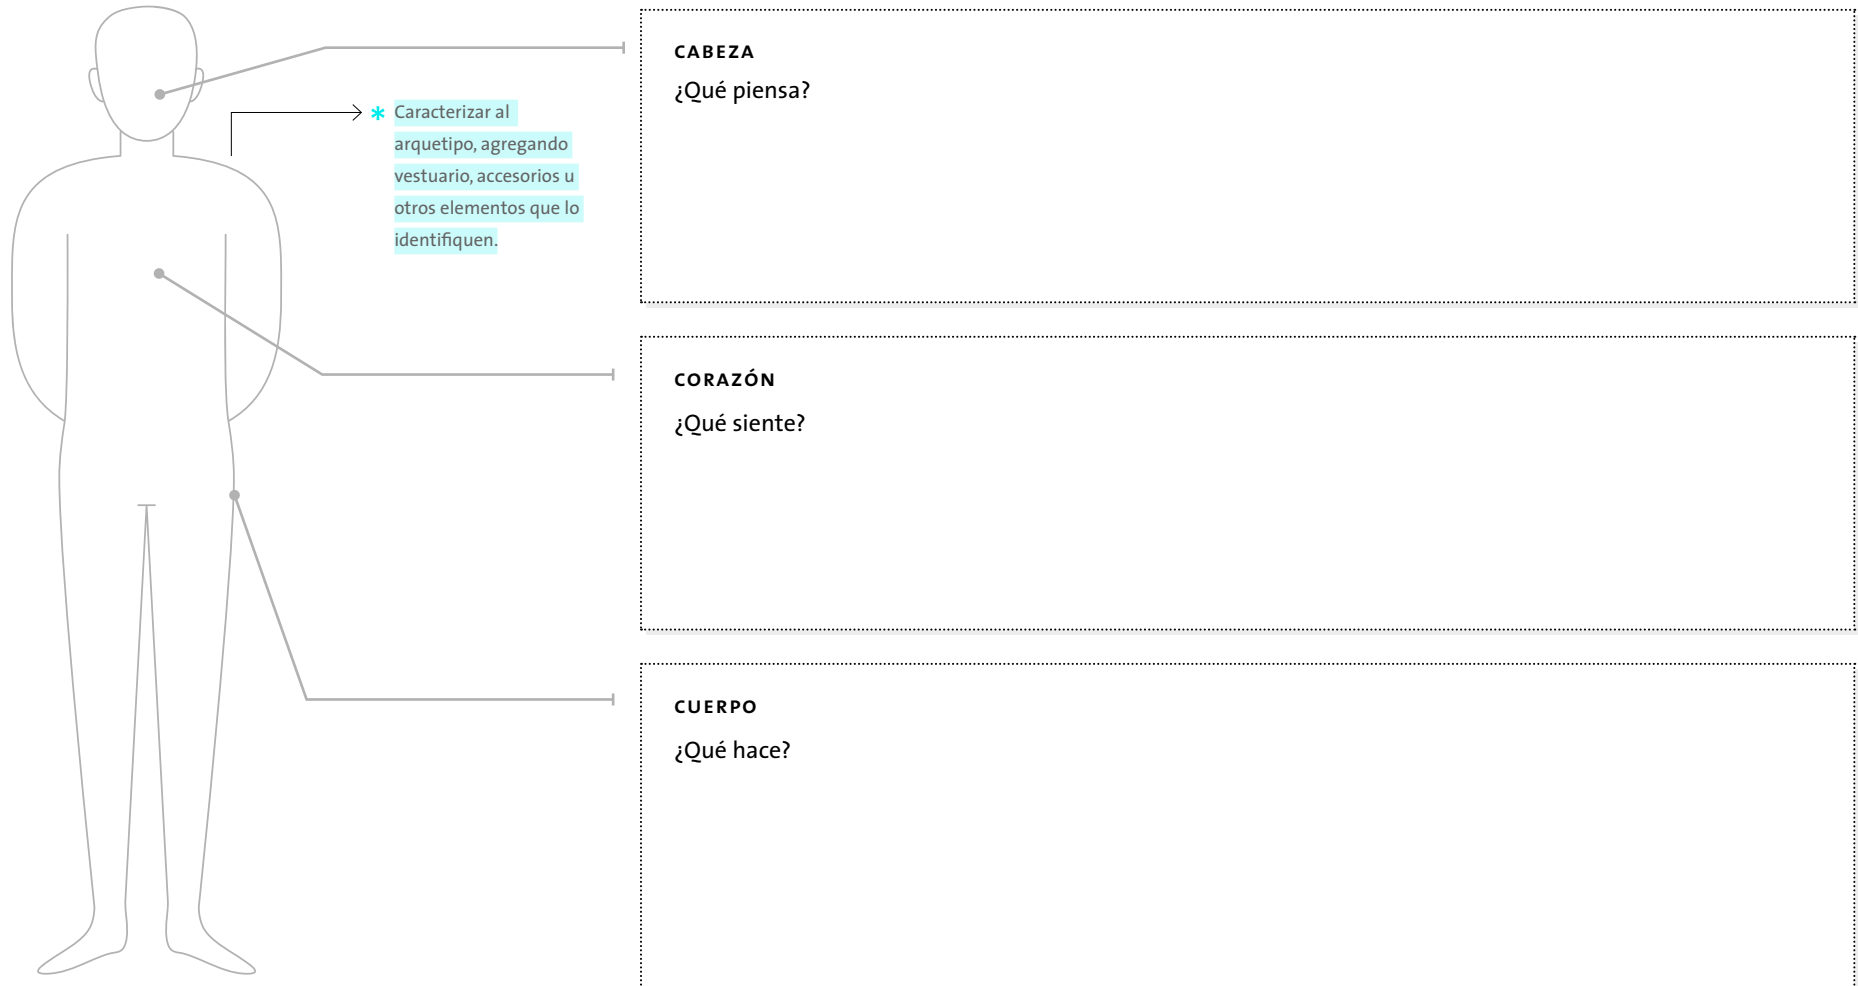 CABEZA
¿Qué piensa?
* Caracterizar al
arquetipo, agregando
vestuario, accesorios u
otros elementos que lo
identifiquen.
CORAZÓN
¿Qué siente?
CUERPO
¿Qué hace?